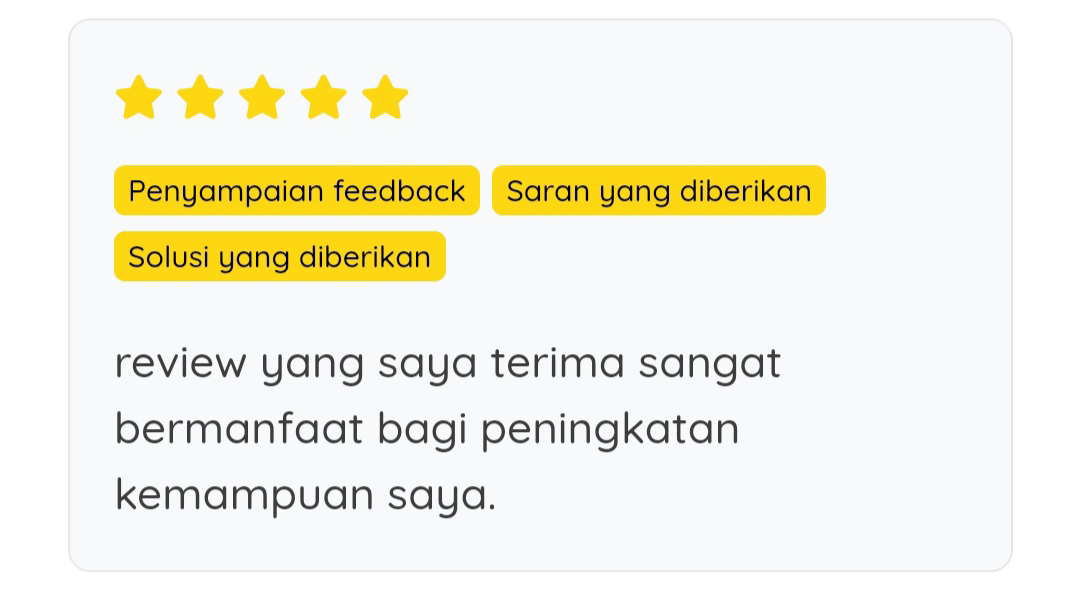 Penyampaian feedback Saran yang diberikan
Solusi yang diberikan
review yang saya terima sangat
bermanfaat bagi peningkatan
kemampuan saya.